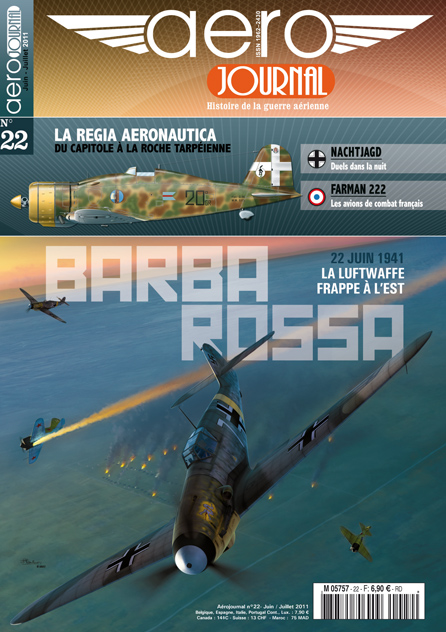 aero
JOURNAL
ISSN 1962-2430
Histoire de la guerre aérienne
aero JOURNAL
Juin - Juillet 2011
N°
22
LA REGIA AERONAUTICA
DU CAPITOLE À LA ROCHE TARPÉIENNE
20
NACHTJAGD
Duels dans la nuit
FARMAN 222
Les avions de combat français
BARBA
ROSSA
22 JUIN 1941
LA LUFTWAFFE
FRAPPE À L'EST
Aérojournal n°22- Juin / Juillet 2011
Belgique, Espagne, Italie, Portugal Cont., Lux. : 7,90 €
Canada : 14$C - Suisse : 13 CHF - Maroc : 75 MAD
M 05757 - 22 - F: 6,90 € - RD